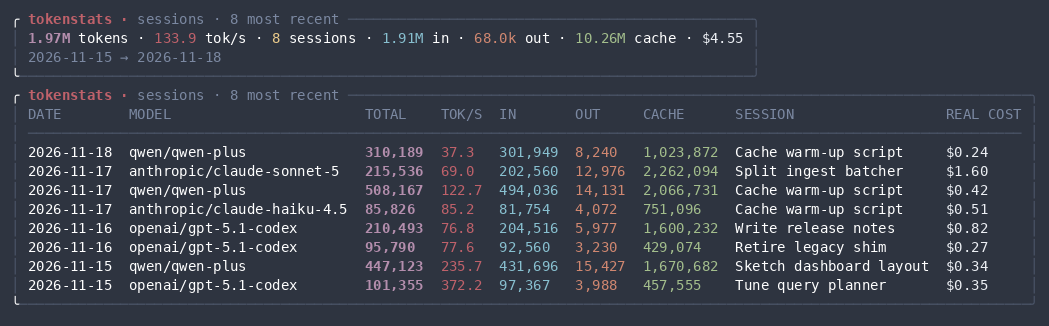 tokenstats · sessions · 8 most recent
1.97M tokens · 133.9 tok/s · 8 sessions · 1.91M in · 68.0k out · 10.26M cache · $4.55
2026-11-15 → 2026-11-18
tokenstats · sessions · 8 most recent
DATE MODEL TOTAL TOK/S IN OUT CACHE SESSION REAL COST
2026-11-18 qwen/qwen-plus 310,189 37.3 301,949 8,240 1,023,872 Cache warm-up script $0.24
2026-11-17 anthropic/claude-sonnet-5 215,536 69.0 202,560 12,976 2,262,094 Split ingest batcher $1.60
2026-11-17 qwen/qwen-plus 508,167 122.7 494,036 14,131 2,066,731 Cache warm-up script $0.42
2026-11-17 anthropic/claude-haiku-4.5 85,826 85.2 81,754 4,072 751,096 Cache warm-up script $0.51
2026-11-16 openai/gpt-5.1-codex 210,493 76.8 204,516 5,977 1,600,232 Write release notes $0.82
2026-11-16 openai/gpt-5.1-codex 95,790 77.6 92,560 3,230 429,074 Retire legacy shim $0.27
2026-11-15 qwen/qwen-plus 447,123 235.7 431,696 15,427 1,670,682 Sketch dashboard layout $0.34
2026-11-15 openai/gpt-5.1-codex 101,355 372.2 97,367 3,988 457,555 Tune query planner $0.35